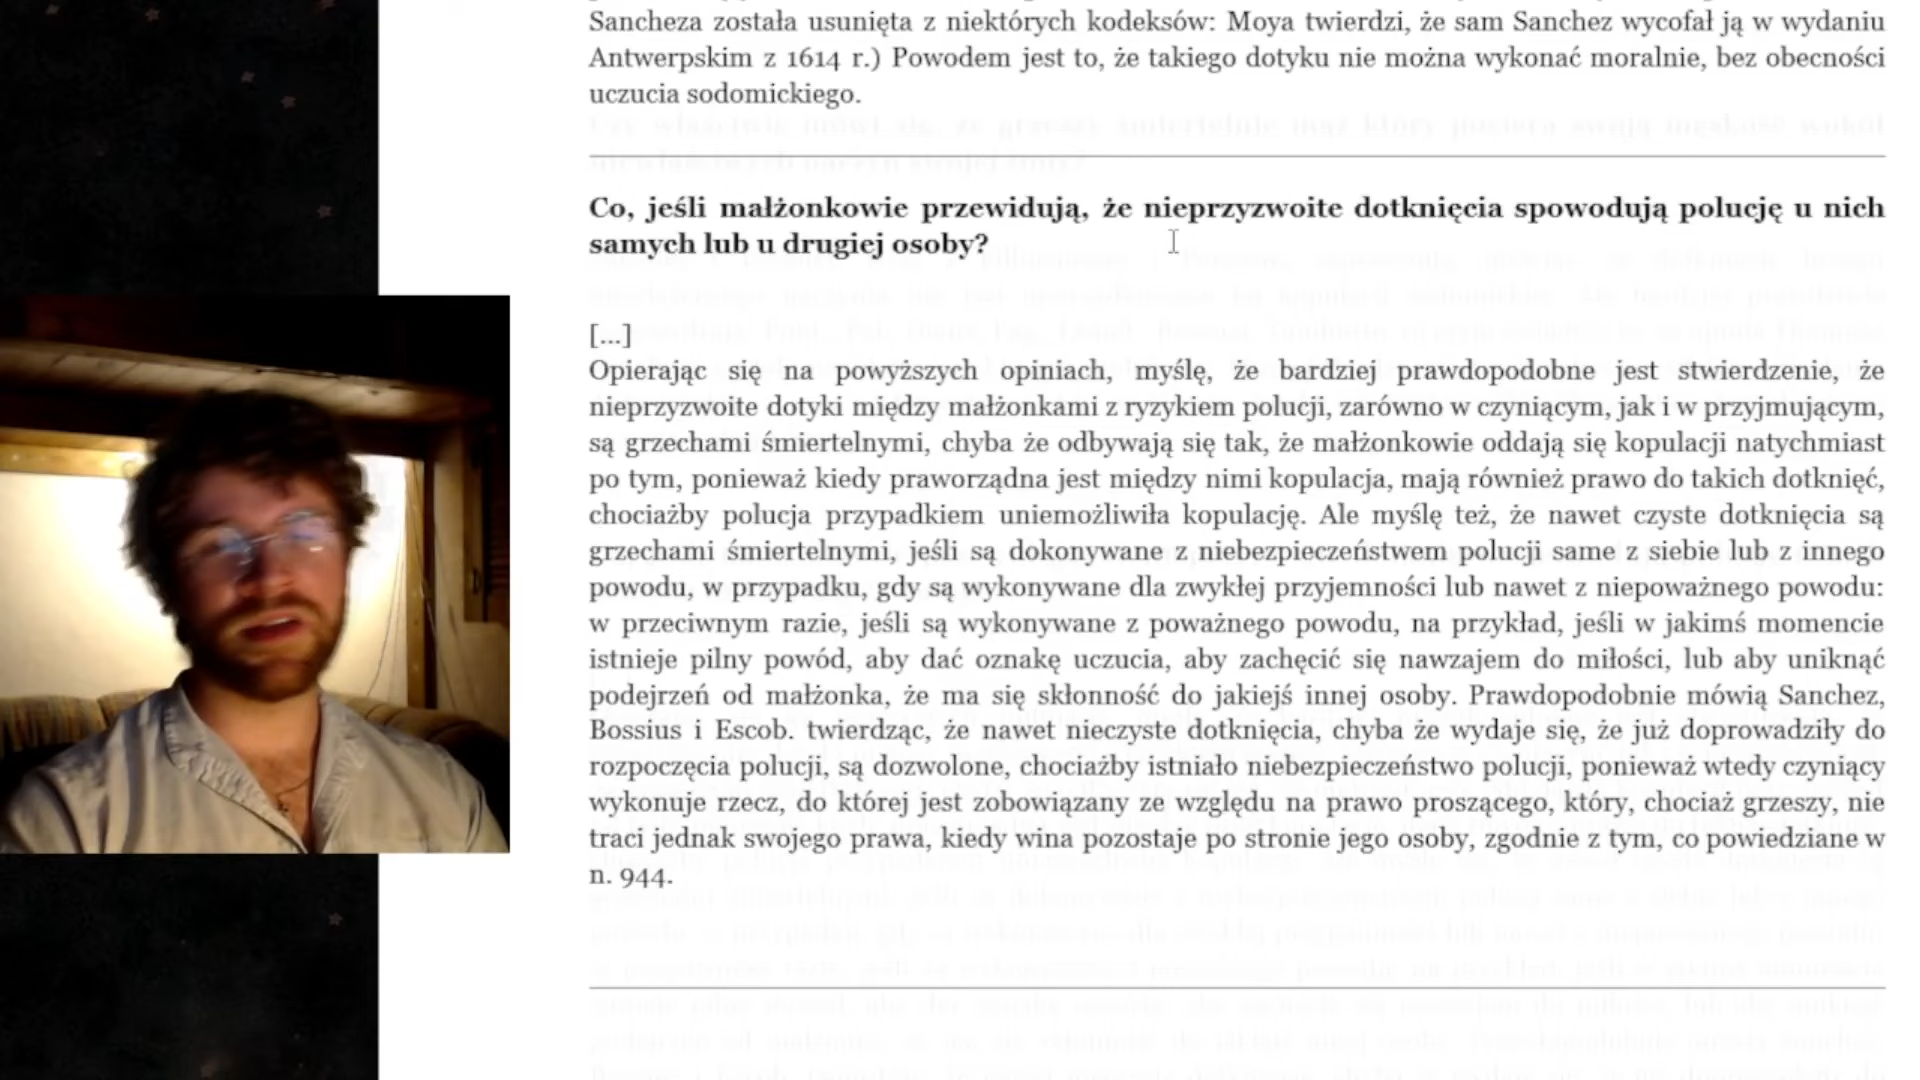 Sancheza została usunięta z niektórych kodeksów: Moya twierdzi, że sam Sanchez wycofał ją w wydaniu
Antwerpskim z 1614 r.) Powodem jest to, że takiego dotyku nie można wykonać moralnie, bez obecności
uczucia sodomickiego.
Co, jeśli małżonkowie przewidują, że nieprzyzwoite dotknięcia spowodują polucję u nich
samych lub u drugiej osoby?
[...]
Opierając się na powyższych opiniach, myślę, że bardziej prawdopodobne jest stwierdzenie, że
nieprzyzwoite dotyki między małżonkami z ryzykiem polucji, zarówno w czyniącym, jak i w przyjmującym,
są grzechami śmiertelnymi, chyba że odbywają się tak, że małżonkowie oddają się kopulacji natychmiast
po tym, ponieważ kiedy praworządna jest między nimi kopulacja, mają również prawo do takich dotknięć,
chociażby polucja przypadkiem uniemożliwiła kopulację. Ale myślę też, że nawet czyste dotknięcia są
grzechami śmiertelnymi, jeśli są dokonywane z niebezpieczeństwem polucji same z siebie lub z innego
powodu, w przypadku, gdy są wykonywane dla zwykłej przyjemności lub nawet z niepoważnego powodu:
w przeciwnym razie, jeśli są wykonywane z poważnego powodu, na przykład, jeśli w jakimś momencie
istnieje pilny powód, aby dać oznakę uczucia, aby zachęcić się nawzajem do miłości, lub aby uniknąć
podejrzeń od małżonka, że ma się skłonność do jakiejś innej osoby. Prawdopodobnie mówią Sanchez,
Bossius i Escob. twierdząc, że nawet nieczyste dotknięcia, chyba że wydaje się, że już doprowadziły do
rozpoczęcia polucji, są dozwolone, chociażby istniało niebezpieczeństwo polucji, ponieważ wtedy czyniący
wykonuje rzecz, do której jest zobowiązany ze względu na prawo proszącego, który, chociaż grzeszy, nie
traci jednak swojego prawa, kiedy wina pozostaje po stronie jego osoby, zgodnie z tym, co powiedziane w
n. 944.